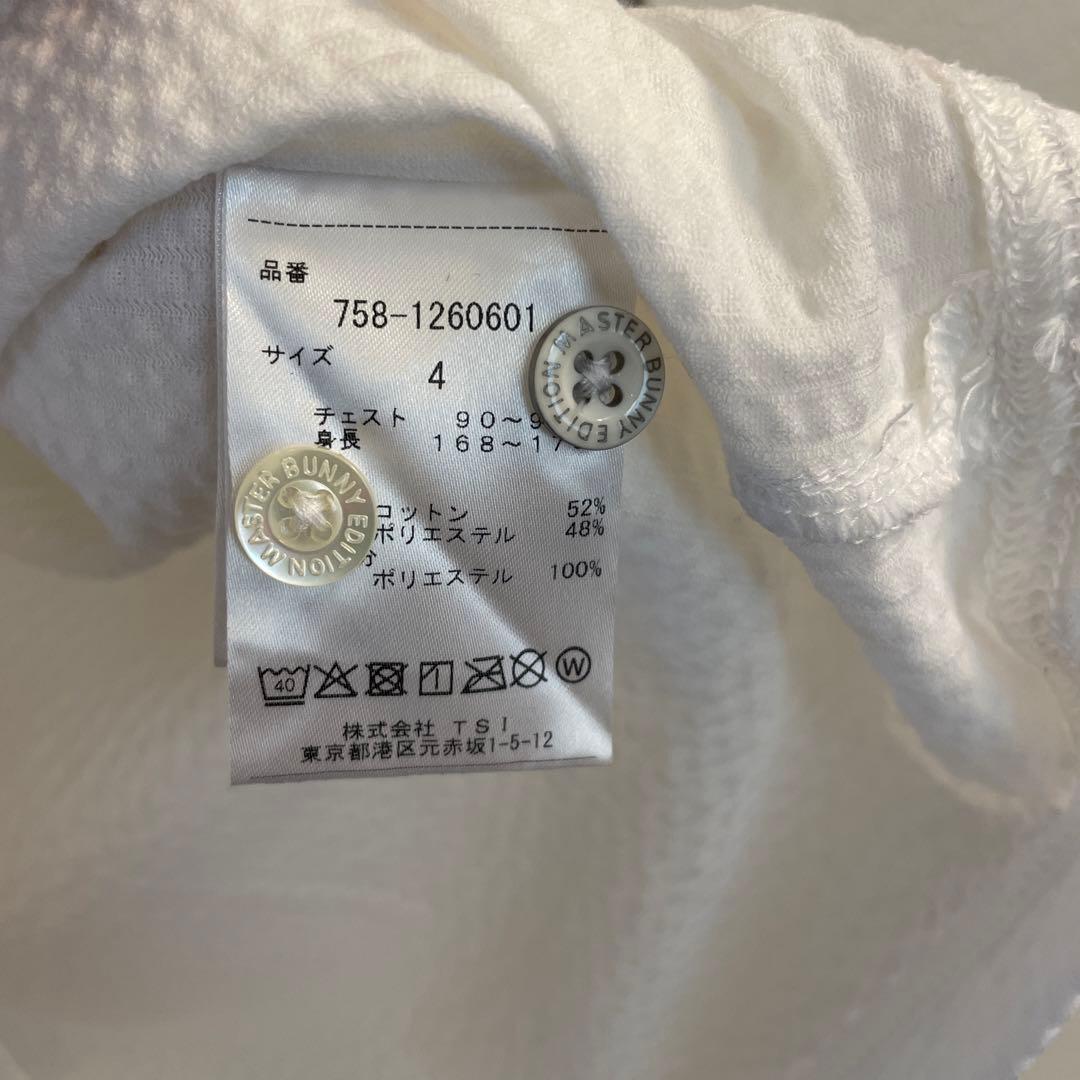 品番
758-1260601
サイズ
4
チェスト 90～9
身長 168～17
コットン 52%
ポリエステル 48%
ポリエステル 100%
40
W
株式会社 TSI
東京都港区元赤坂1-5-12
MASTER BUNNY EDITION
MASTER BUNNY EDITION